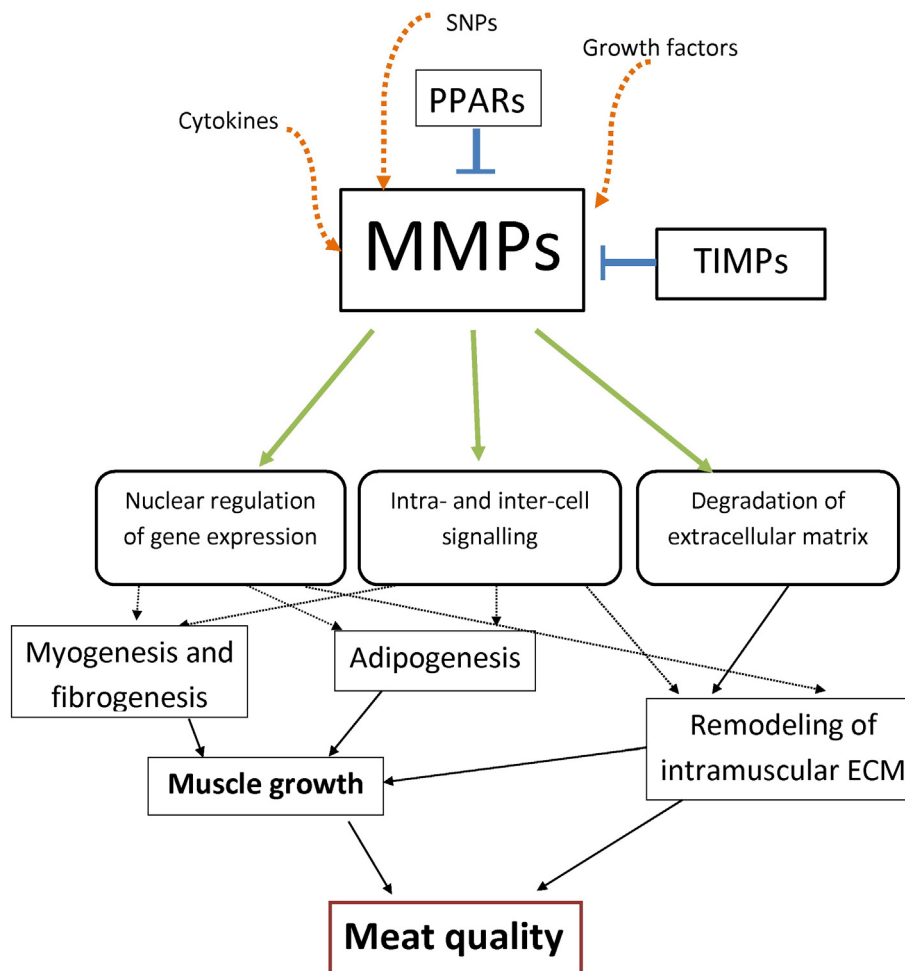 SNPs
Growth factors
PPARs
Cytokines
MMPs
TIMPs
Nuclear regulation
of gene expression
Intra- and inter-cell
signalling
Degradation of
extracellular matrix
Myogenesis and
fibrogenesis
Adipogenesis
Remodeling of
intramuscular ECM
Muscle growth
Meat quality